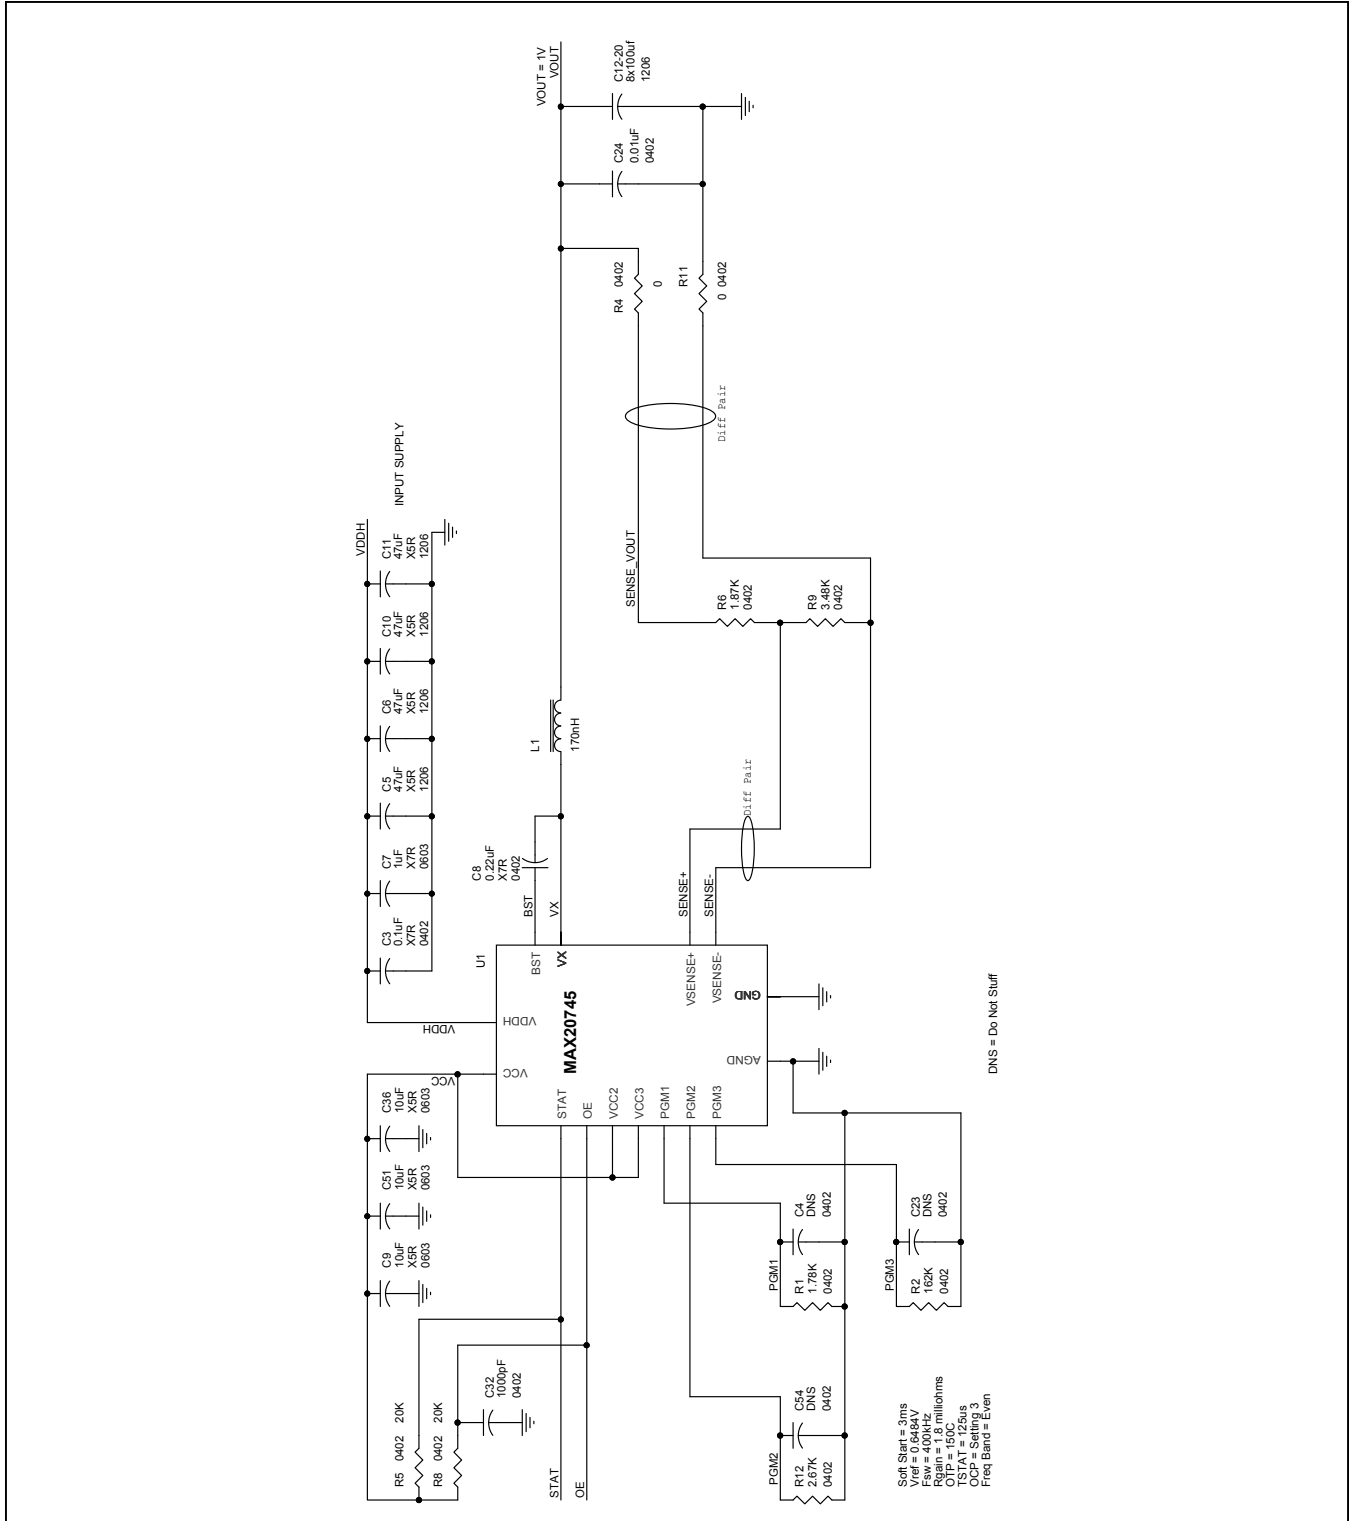 VOUT = 1V
VOUT
C12-20
8x100uf
1206
C24
0.01uF
0402
R4 0402
0
R11
0 0402
Diff Pair
INPUT SUPPLY
VDDH
C11
47uF
X5R
1206
C10
47uF
X5R
1206
C6
47uF
X5R
1206
C5
47uF
X5R
1206
C7
1uF
X7R
0603
C3
0.1uF
X7R
0402
SENSE_VOUT
R6
1.87K
0402
R9
3.48K
0402
L1
170nH
Diff Pair
C8
0.22uF
X7R
0402
BST
VX
SENSE+
SENSE-
U1
BST
VX
VSENSE+
VSENSE-
VDDH
VDDH
MAX20745
GND
VCC
VCC
AGND
STAT
OE
VCC2
VCC3
PGM1
PGM2
PGM3
DNS = Do Not Stuff
C36
10uF
X5R
0603
C51
10uF
X5R
0603
C9
10uF
X5R
0603
PGM1
C4
DNS
0402
R1
1.78K
0402
PGM3
C23
DNS
0402
R2
162K
0402
R5 0402 20K
R8 0402 20K
C32
1000pF
0402
STAT
OE
PGM2
C54
DNS
0402
R12
2.67K
0402
Soft Start = 3ms
Vref = 0.6484V
Fsw = 400kHz
Rgain = 1.8 milliohms
OTP = 150C
TSTAT = 125us
OCP = Setting 3
Freq Band = Even